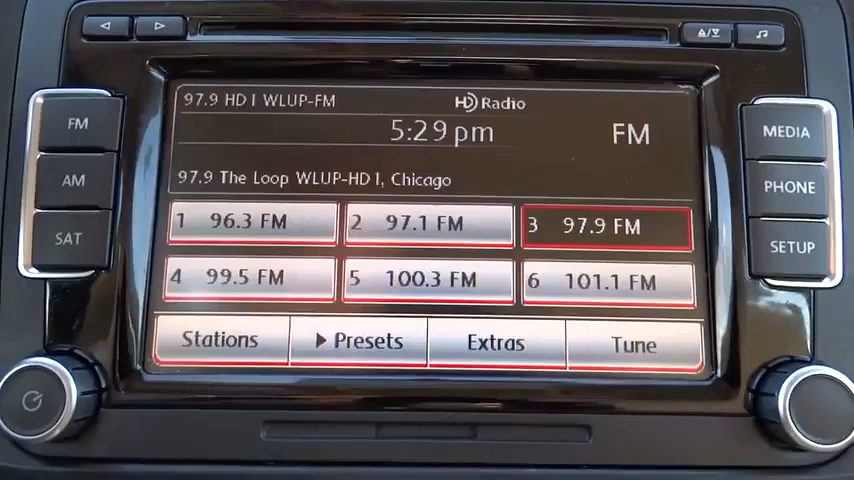 97.9 HD1 WLUP-FM
HD Radio
5:29 pm
FM
97.9 The Loop WLUP-HD1, Chicago
1 96.3 FM
2 97.1 FM
3 97.9 FM
4 99.5 FM
5 100.3 FM
6 101.1 FM
Stations
Presets
Extras
Tune
FM
AM
SAT
MEDIA
PHONE
SETUP